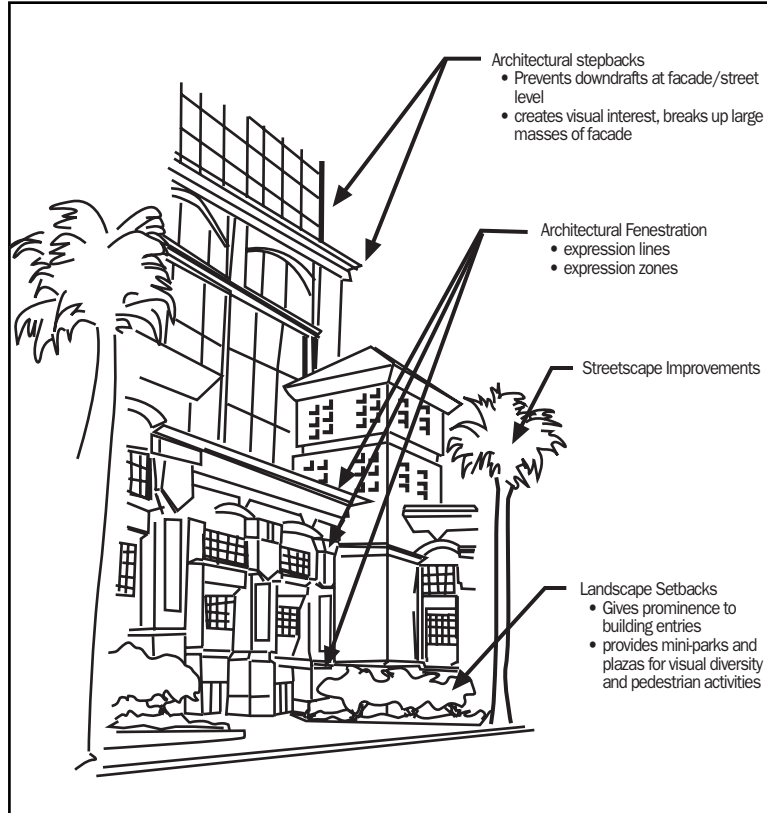 Architectural stepbacks
• Prevents downdrafts at facade/street
level
• creates visual interest, breaks up large
masses of facade
Architectural Fenestration
• expression lines
• expression zones
Streetscape Improvements
Landscape Setbacks
• Gives prominence to
building entries
• provides mini-parks and
plazas for visual diversity
and pedestrian activities